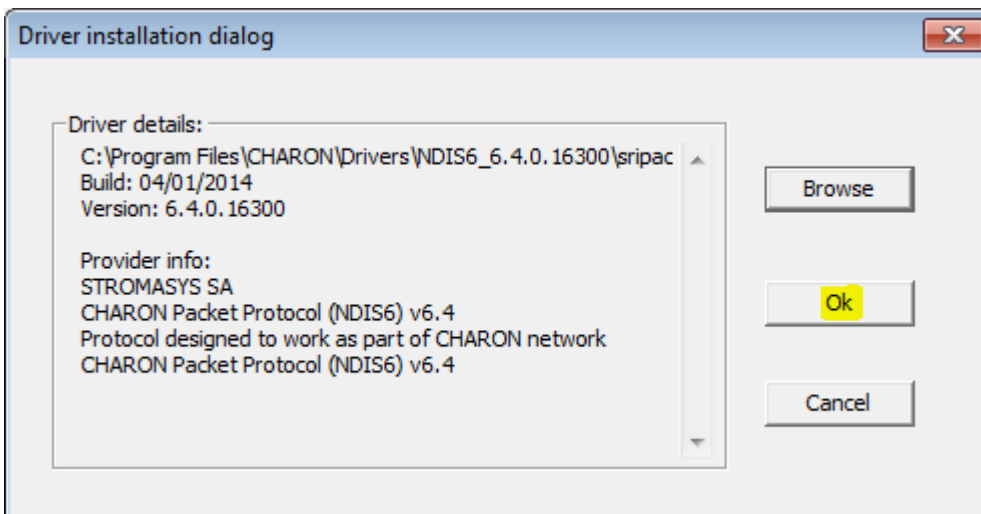 Driver installation dialog
Driver details:
C:\Program Files\CHARON\Drivers\NDIS6_6.4.0.16300\sripac
Build: 04/01/2014
Version: 6.4.0.16300
Provider info:
STROMASYS SA
CHARON Packet Protocol (NDIS6) v6.4
Protocol designed to work as part of CHARON network
CHARON Packet Protocol (NDIS6) v6.4
Browse
Ok
Cancel